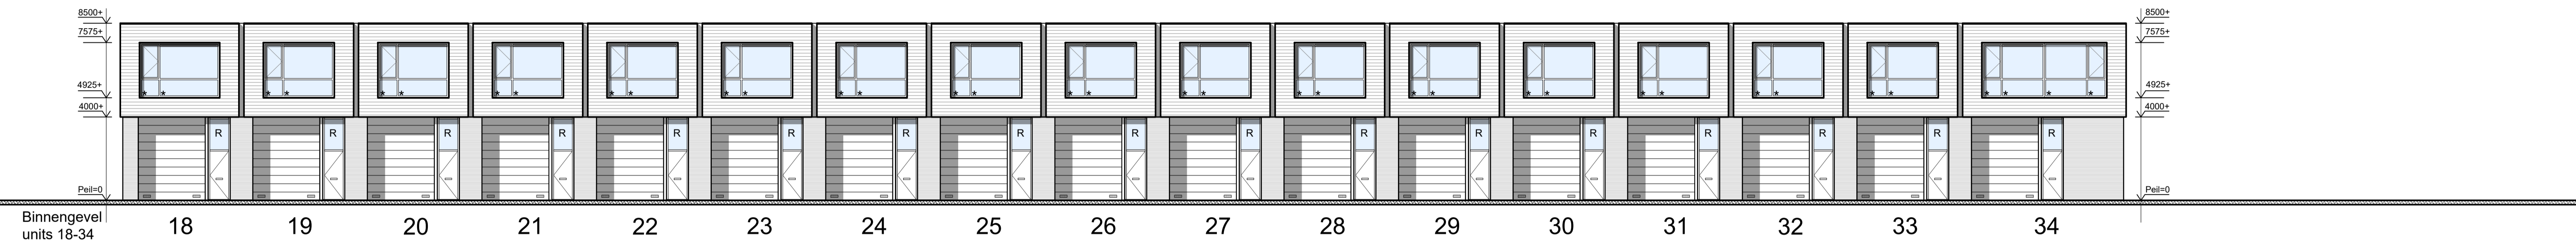 8500+ 8500+
7575+ 7575+
* * * * * * * * * * * * * * * * * * * * * * * * * * * * * * * * * * * *
4925+ 4925+
4000+ 4000+
R R R R R R R R R R R R R R R R R
Peil=0 Peil=0
Binnengevel
units 18-34
18 19 20 21 22 23 24 25 26 27 28 29 30 31 32 33 34